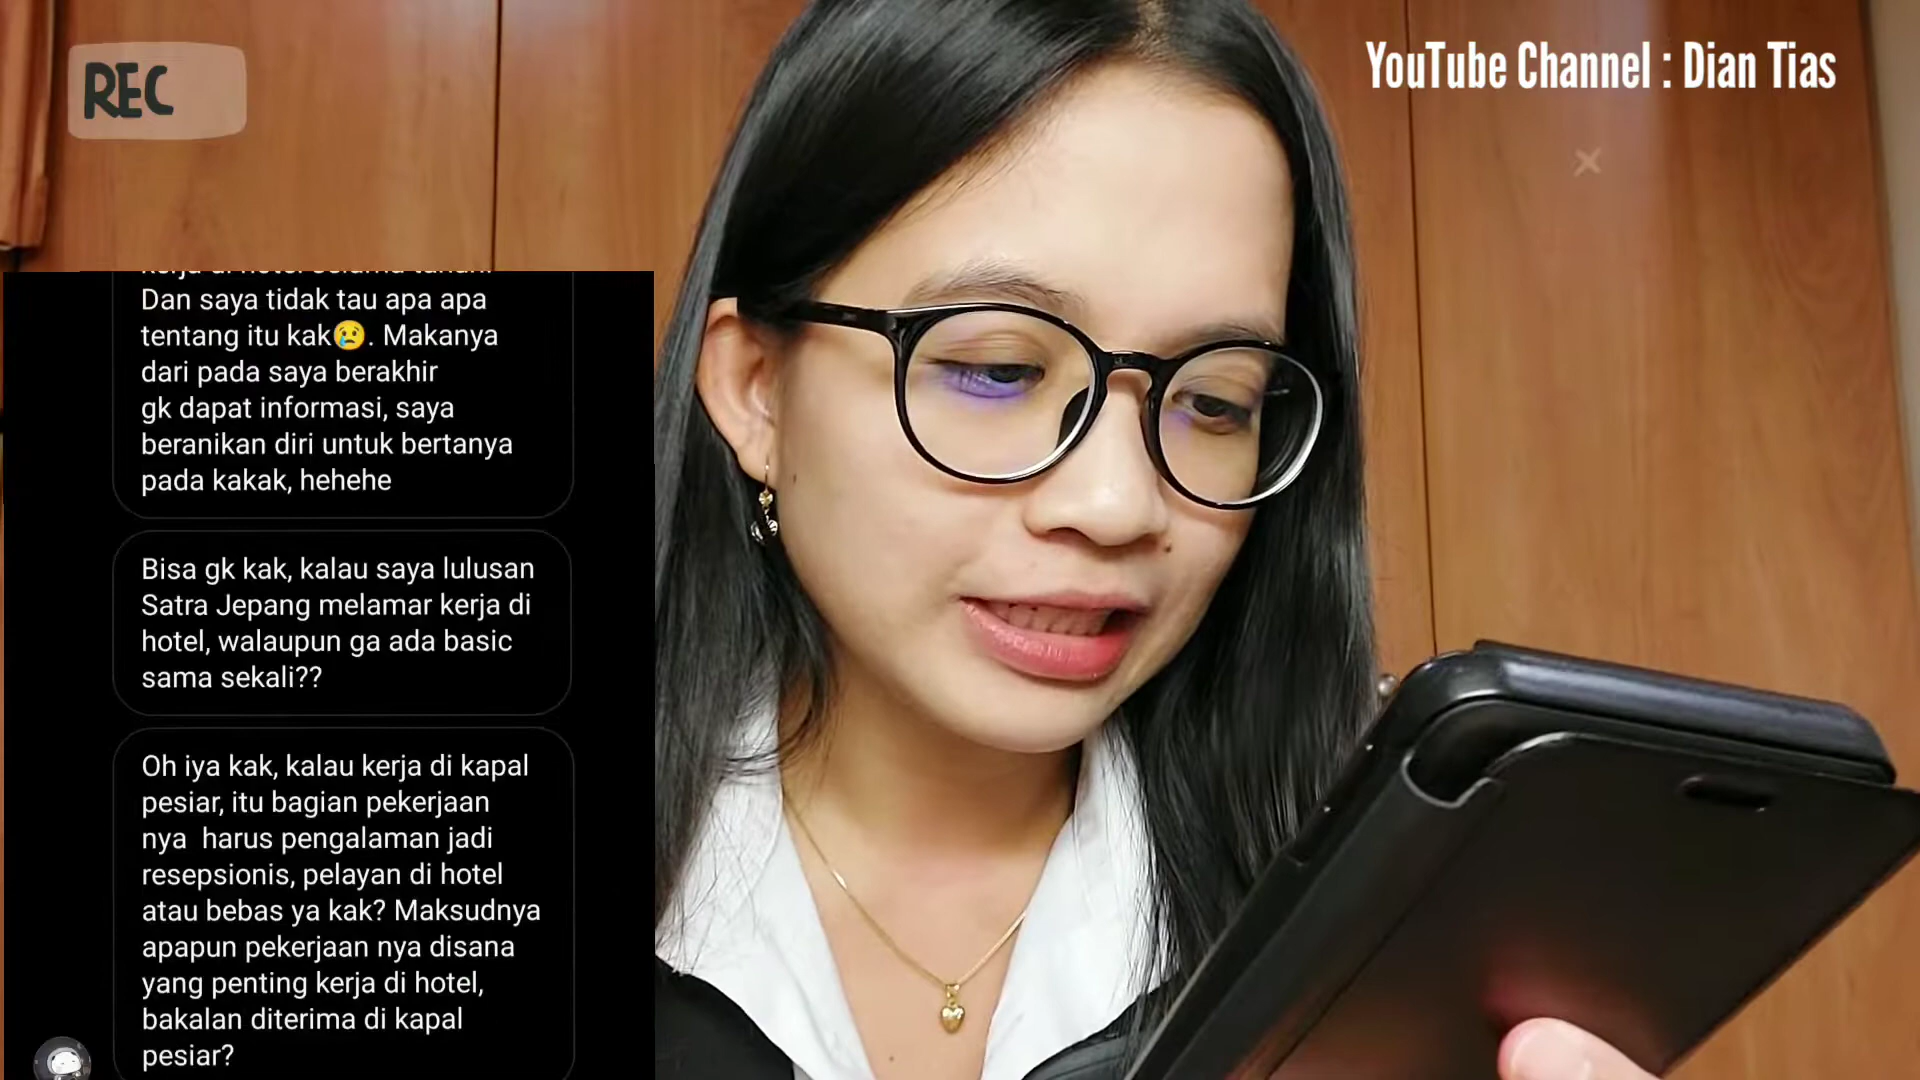 REC
YouTube Channel : Dian Tias
Dan saya tidak tau apa apa
tentang itu kak😢. Makanya
dari pada saya berakhir
gk dapat informasi, saya
beranikan diri untuk bertanya
pada kakak, hehehe
Bisa gk kak, kalau saya lulusan
Satra Jepang melamar kerja di
hotel, walaupun ga ada basic
sama sekali??
Oh iya kak, kalau kerja di kapal
pesiar, itu bagian pekerjaan
nya harus pengalaman jadi
resepsionis, pelayan di hotel
atau bebas ya kak? Maksudnya
apapun pekerjaan nya disana
yang penting kerja di hotel,
bakalan diterima di kapal
pesiar?